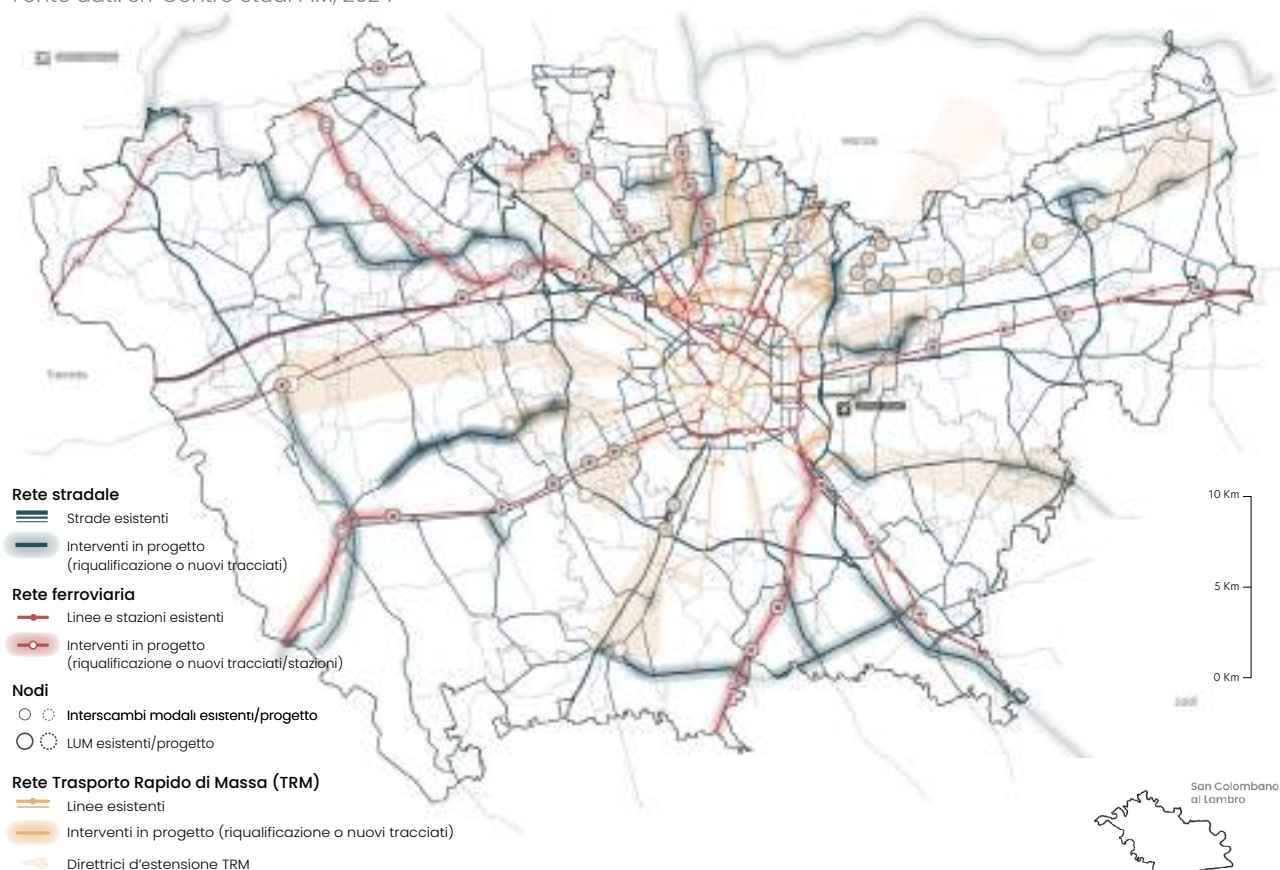 Rete stradale
Strade esistenti
Interventi in progetto
(riqualificazione o nuovi tracciati)
Rete ferroviaria
Linee e stazioni esistenti
Interventi in progetto
(riqualificazione o nuovi tracciati/stazioni)
Nodi
Interscambi modali esistenti/progetto
LUM esistenti/progetto
Rete Trasporto Rapido di Massa (TRM)
Linee esistenti
Interventi in progetto (riqualificazione o nuovi tracciati)
Direttrici d'estensione TRM
10 Km
5 Km
0 Km
San Colombano
al Lambro